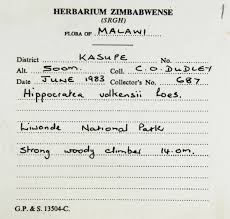 HERBARIUM ZIMBABWENSE
(SRGH)
FLORA OF MALAWI
District KASUPE No.
Alt. 500m. Coll. C.O. DUDLEY
Date JUNE 1983 Collector's No. 687
Hippocratea volkensii Loes.
Liwonde National Park
Strong woody climber 14.0m.
G.P. & S. 13504-C.